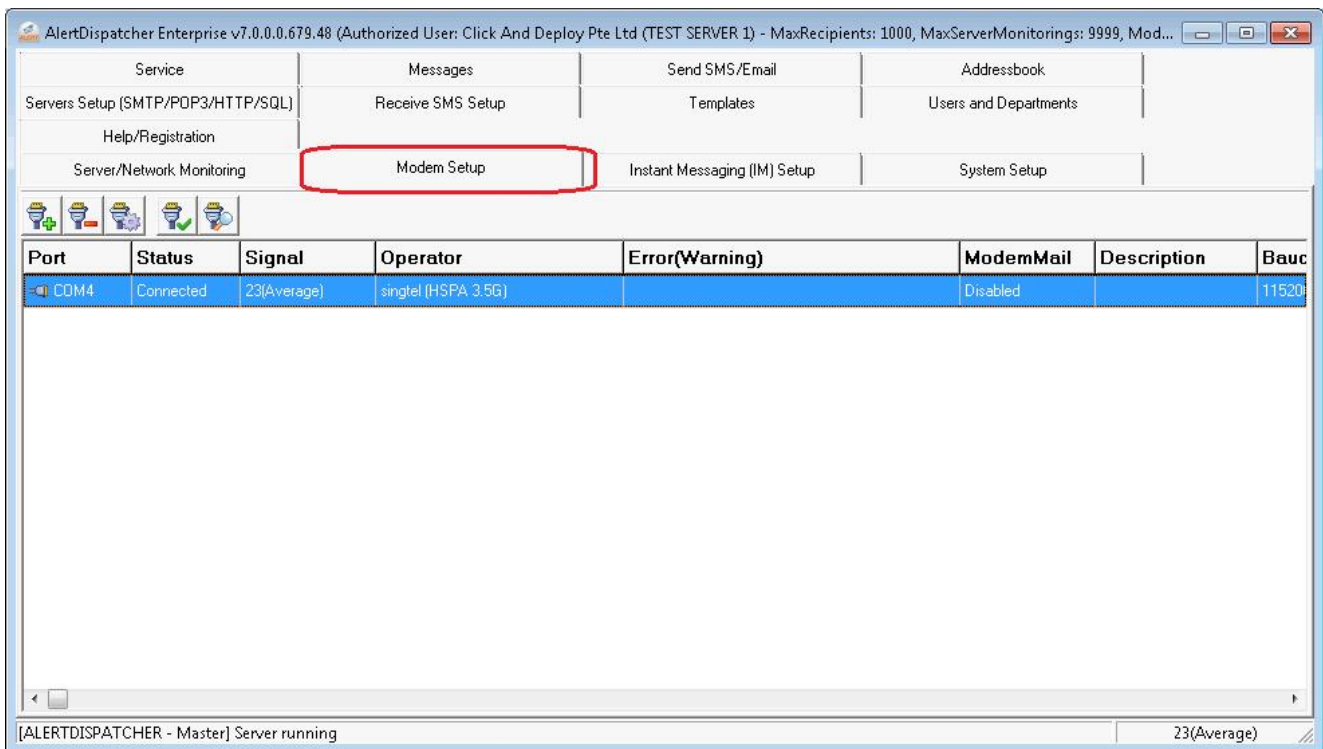 AlertDispatcher Enterprise v7.0.0.0.679.48 (Authorized User: Click And Deploy Pte Ltd (TEST SERVER 1) - MaxRecipients: 1000, MaxServerMonitorings: 9999, Mod...
Service Messages Send SMS/Email Addressbook
Servers Setup (SMTP/POP3/HTTP/SQL) Receive SMS Setup Templates Users and Departments
Help/Registration
Server/Network Monitoring Modem Setup Instant Messaging (IM) Setup System Setup
Port Status Signal Operator Error(Warning) ModemMail Description Baud
COM4 Connected 23(Average) singtel (HSPA 3.5G) Disabled 11520
[ALERTDISPATCHER - Master] Server running 23(Average)